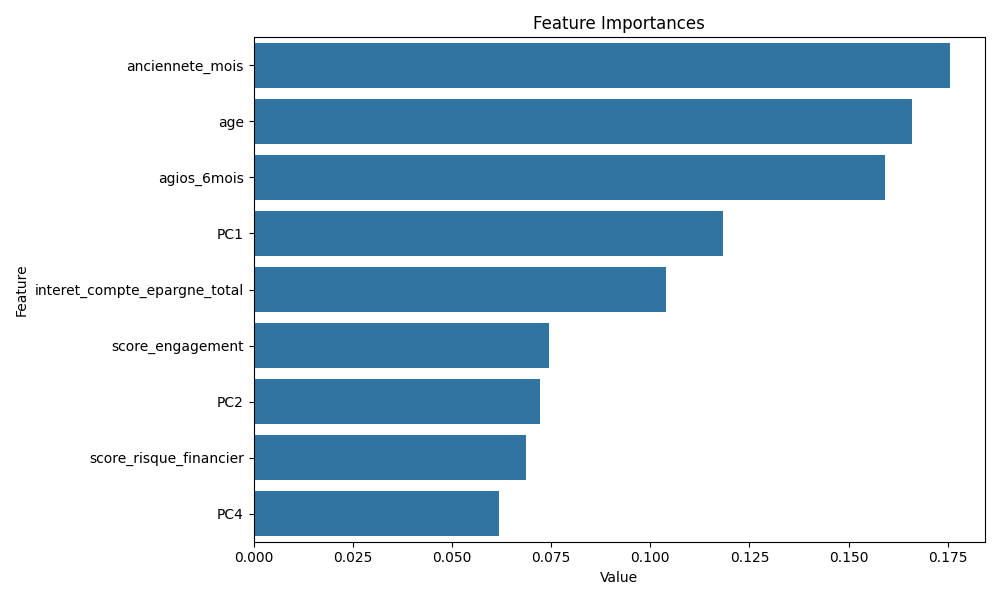 Feature Importances
Feature
anciennete_mois
age
agios_6mois
PC1
interet_compte_epargne_total
score_engagement
PC2
score_risque_financier
PC4
0.000 0.025 0.050 0.075 0.100 0.125 0.150 0.175
Value